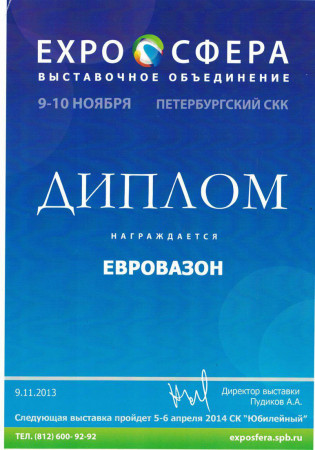 EXPO СФЕРА
ВЫСТАВОЧНОЕ ОБЪЕДИНЕНИЕ
9-10 НОЯБРЯ ПЕТЕРБУРГСКИЙ СКК
ДИПЛОМ
НАГРАЖДАЕТСЯ
ЕВРОВАЗОН
9.11.2013
Директор выставки
Пудиков А.А.
Следующая выставка пройдет 5-6 апреля 2014 СК "Юбилейный"
ТЕЛ. (812) 600- 92-92 exposfera.spb.ru